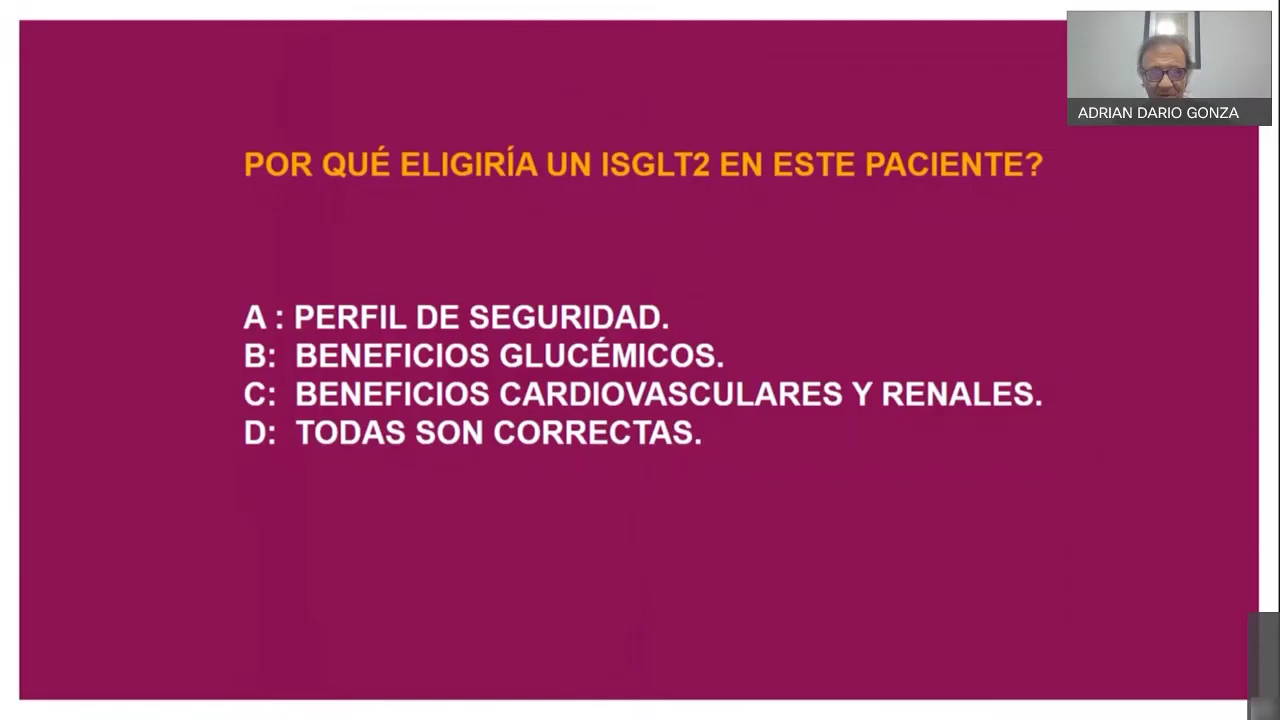 ADRIAN DARIO GONZA
POR QUÉ ELIGIRÍA UN ISGLT2 EN ESTE PACIENTE?
A : PERFIL DE SEGURIDAD.
B: BENEFICIOS GLUCÉMICOS.
C: BENEFICIOS CARDIOVASCULARES Y RENALES.
D: TODAS SON CORRECTAS.